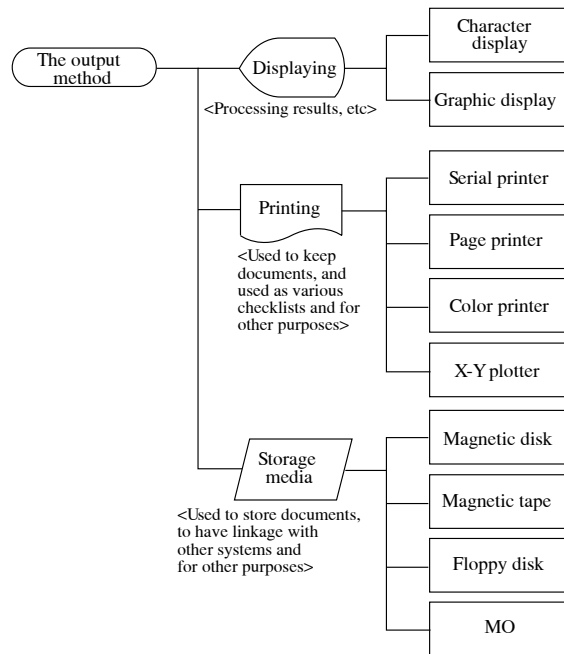 The output
method
Displaying
<Processing results, etc>
Character
display
Graphic display
Printing
<Used to keep
documents, and
used as various
checklists and for
other purposes>
Serial printer
Page printer
Color printer
X-Y plotter
Storage
media
<Used to store documents,
to have linkage with
other systems and
for other purposes>
Magnetic disk
Magnetic tape
Floppy disk
MO